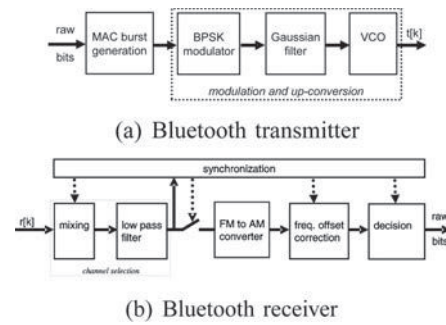 raw
bits
MAC burst
generation
BPSK
modulator
Gaussian
filter
VCO
t[k]
modulation and up-conversion
(a) Bluetooth transmitter
synchronization
r[k]
mixing
low pass
filter
FM to AM
converter
freq. offset
correction
decision
raw
bits
channel selection
(b) Bluetooth receiver